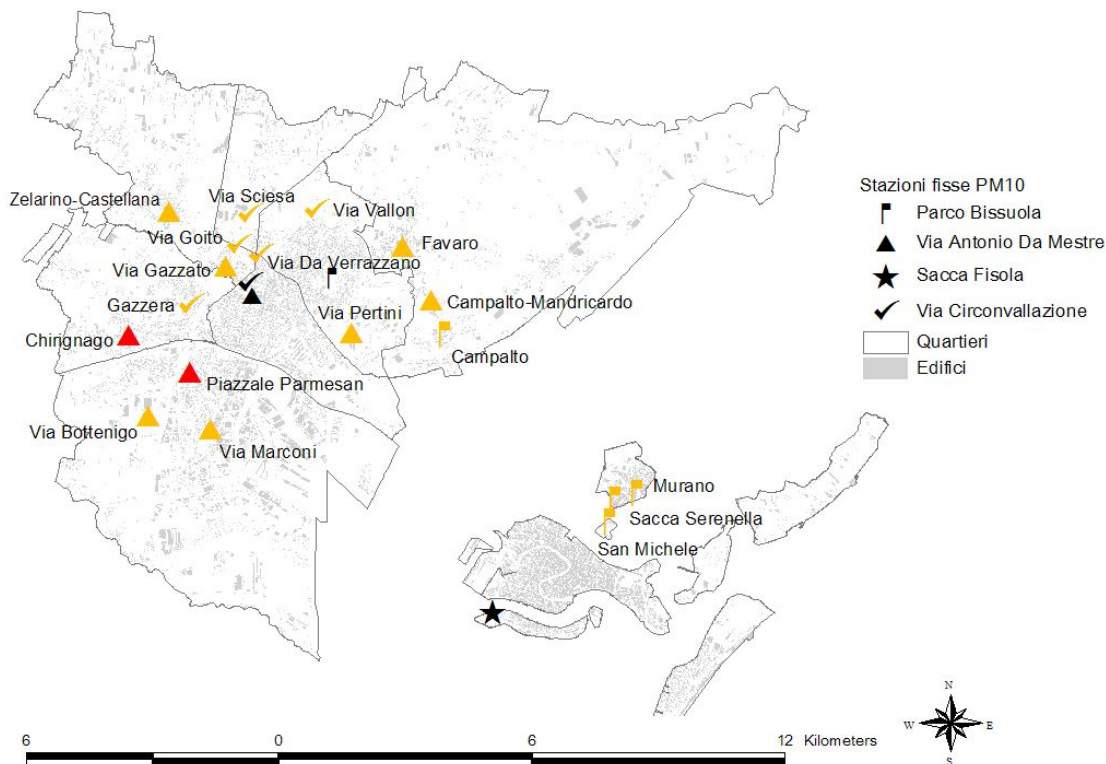 Zelarino-Castellana
Via Sciesa
Via Vallon
Via Goito
Via Da Verrazzano
Favaro
Via Gazzato
Gazzera
Via Pertini
Campalto-Mandricardo
Chirignago
Campalto
Piazzale Parmesan
Via Bottenigo
Via Marconi
Murano
Sacca Serenella
San Michele
Stazioni fisse PM10
Parco Bissuola
Via Antonio Da Mestre
Sacca Fisola
Via Circonvallazione
Quartieri
Edifici
6 0 6 12 Kilometers
N
W E
S